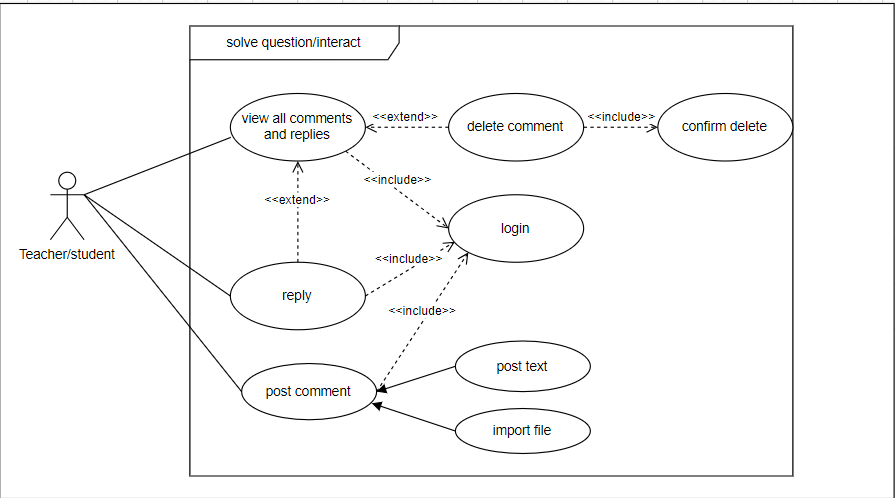 solve question/interact
view all comments
and replies
<<extend>>
delete comment
<<include>>
confirm delete
<<include>>
<<extend>>
login
Teacher/student
<<include>>
reply
<<include>>
post text
post comment
import file